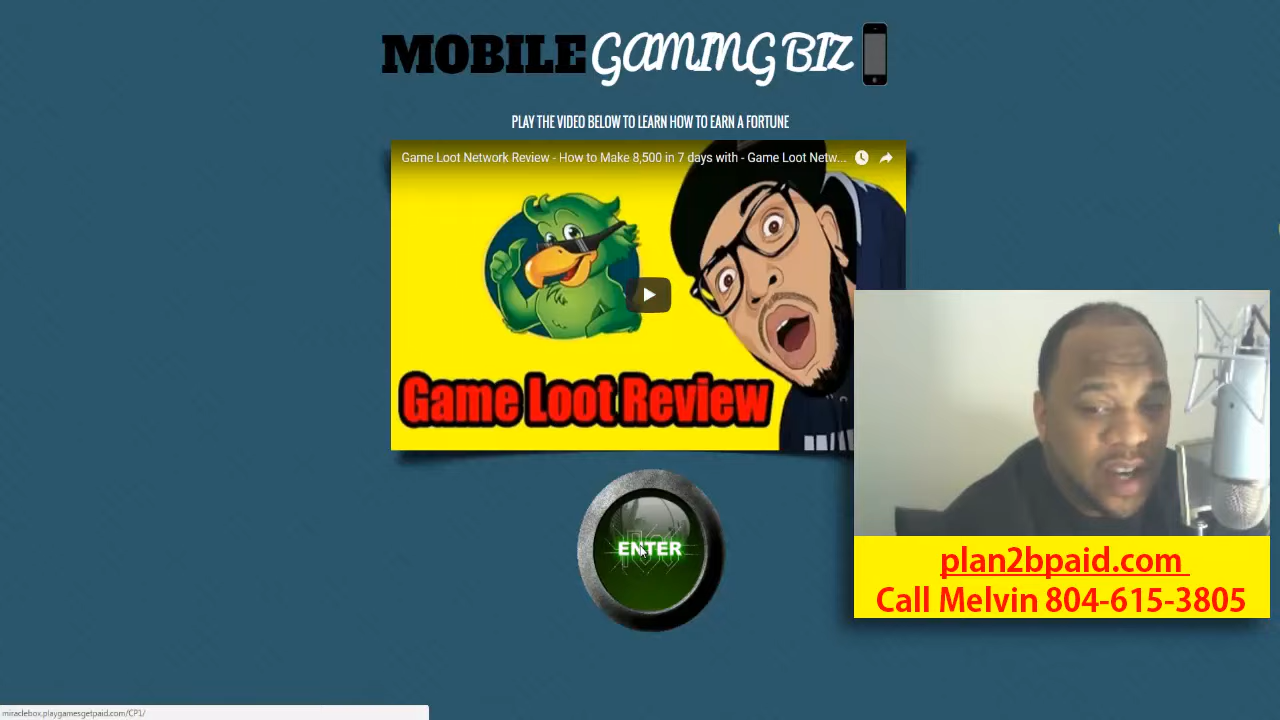 MOBILE GAMING BIZ
PLAY THE VIDEO BELOW TO LEARN HOW TO EARN A FORTUNE
Game Loot Network Review - How to Make 8,500 in 7 days with - Game Loot Netw...
Game Loot Review
ENTER
plan2bpaid.com
Call Melvin 804-615-3805
miraclebox.playgamesgetpaid.com/CP1/